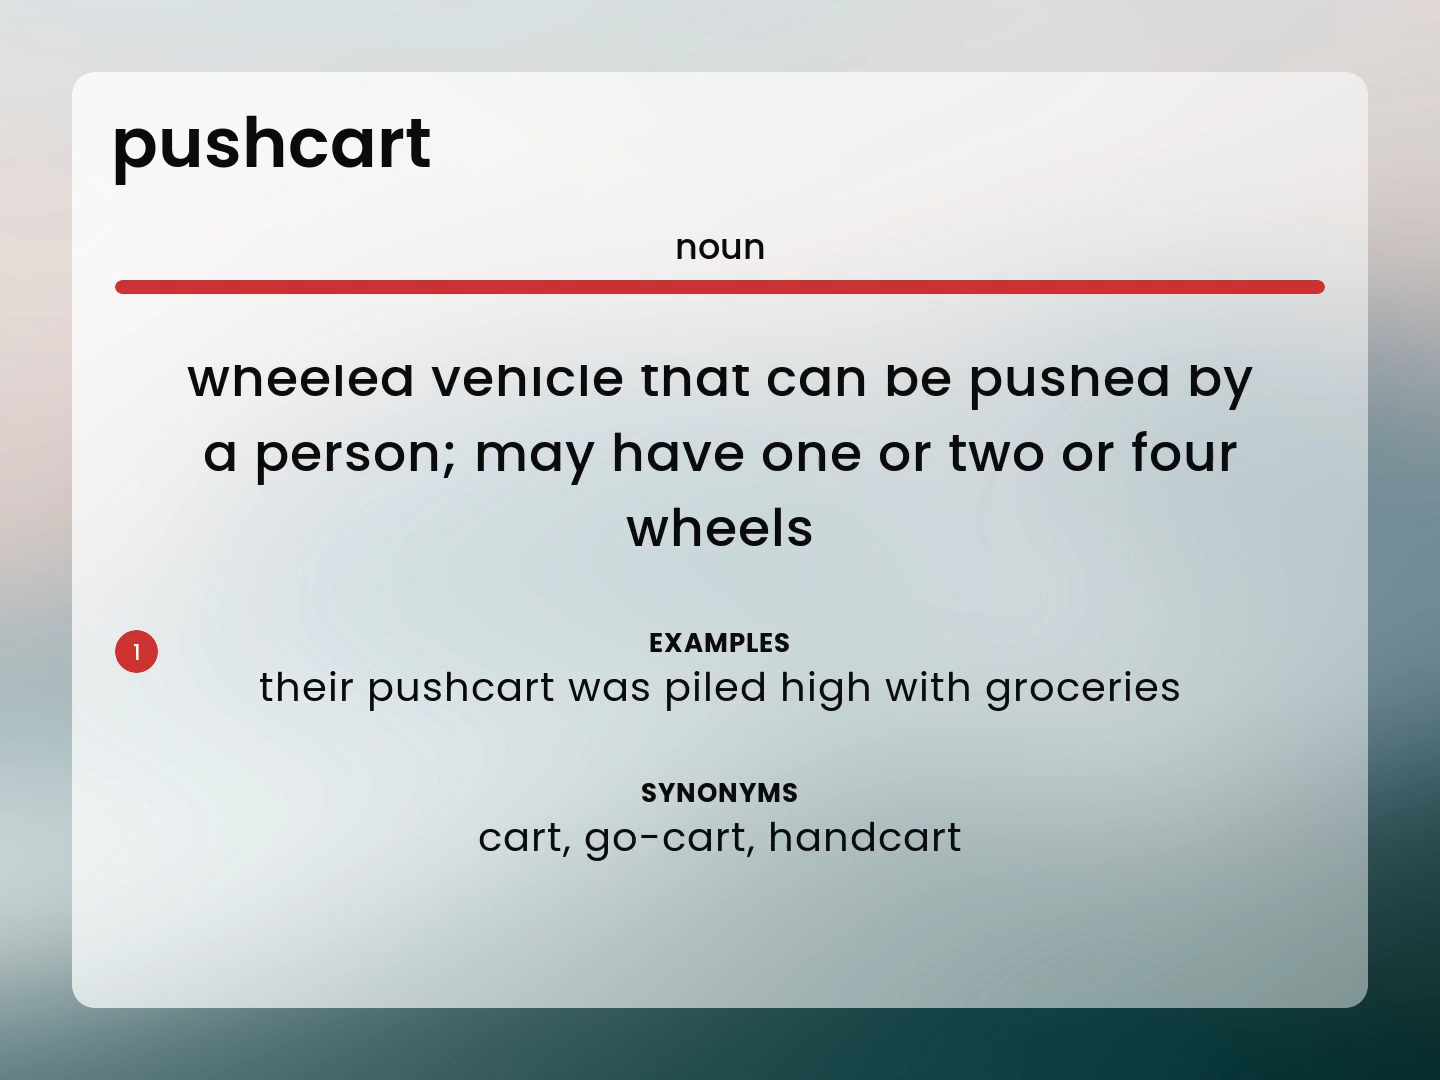 pushcart
noun
wheeled vehicle that can be pushed by
a person; may have one or two or four
wheels
1
EXAMPLES
their pushcart was piled high with groceries
SYNONYMS
cart, go-cart, handcart